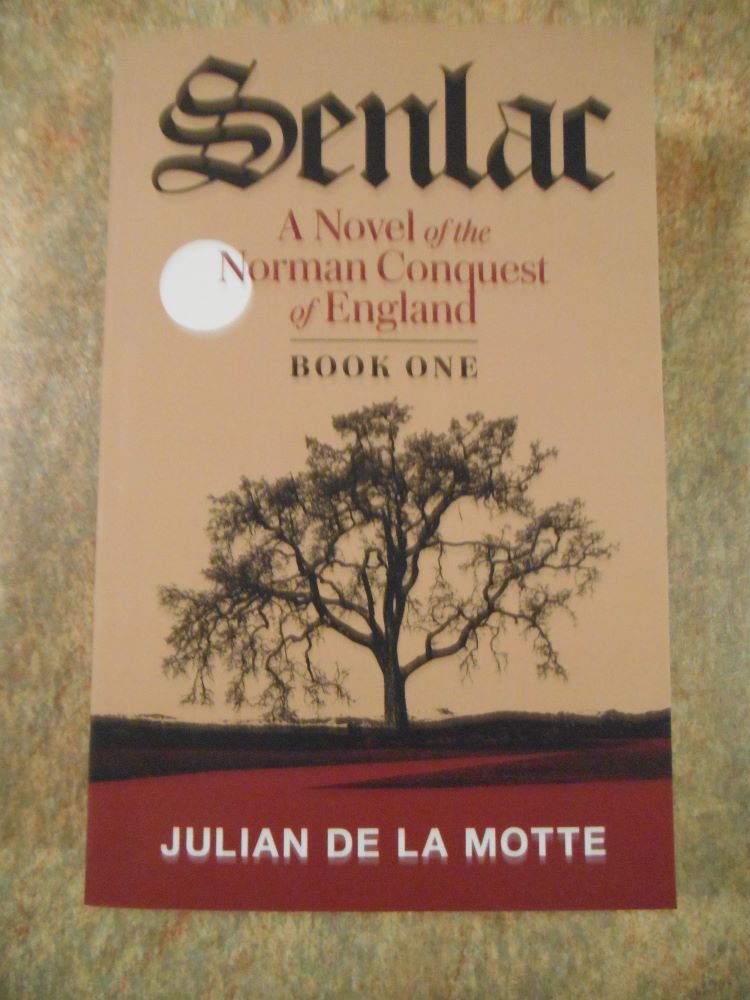 Senlac
A Novel of the
Norman Conquest
of England
BOOK ONE
JULIAN DE LA MOTTE